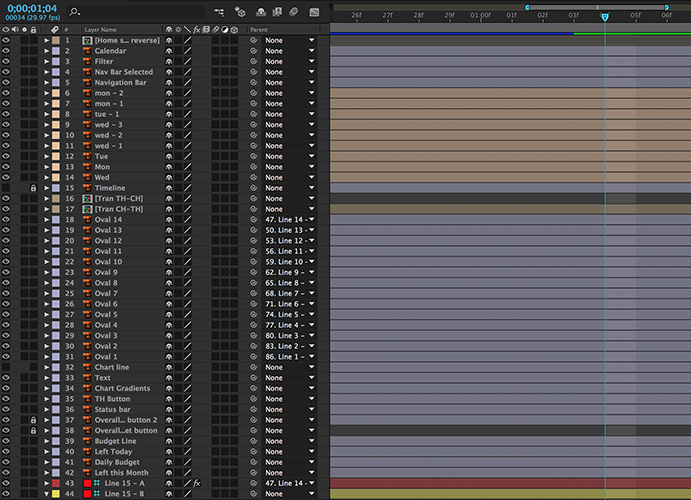 0;00;01;04
00034 (29.97 fps)
26f 28f 01:00f 01f 03f 04f 05f 06f
# Layer Name fx Parent
1 [Home s... reverse] None
2 Calendar None
3 Filter None
4 Nav Bar Selected None
5 Navigation Bar None
6 mon - 2 None
7 mon - 1 None
8 tue - 1 None
9 wed - 3 None
10 wed - 2 None
11 wed - 1 None
12 Tue None
13 Mon None
14 Wed None
15 Timeline None
16 [Tran TH-CH] None
17 [Tran CH-TH] None
18 Oval 14 47. Line 14 -
19 Oval 13 50. Line 13 -
20 Oval 12 53. Line 12 -
21 Oval 11 56. Line 11 -
22 Oval 10 59. Line 10 -
23 Oval 9 62. Line 9 -
24 Oval 8 65. Line 8 -
25 Oval 7 68. Line 7 -
26 Oval 6 71. Line 6 -
27 Oval 5 74. Line 5 -
28 Oval 4 77. Line 4 -
29 Oval 3 80. Line 3 -
30 Oval 2 83. Line 2 -
31 Oval 1 86. Line 1 -
32 Chart line None
33 Text None
34 Chart Gradients None
35 TH Button None
36 Status bar None
37 Overall... button 2 None
38 Overall...et button None
39 Budget Line None
40 Left Today None
41 Daily Budget None
42 Left this Month None
43 Line 15 - A fx 47. Line 14 -
44 Line 15 - B None